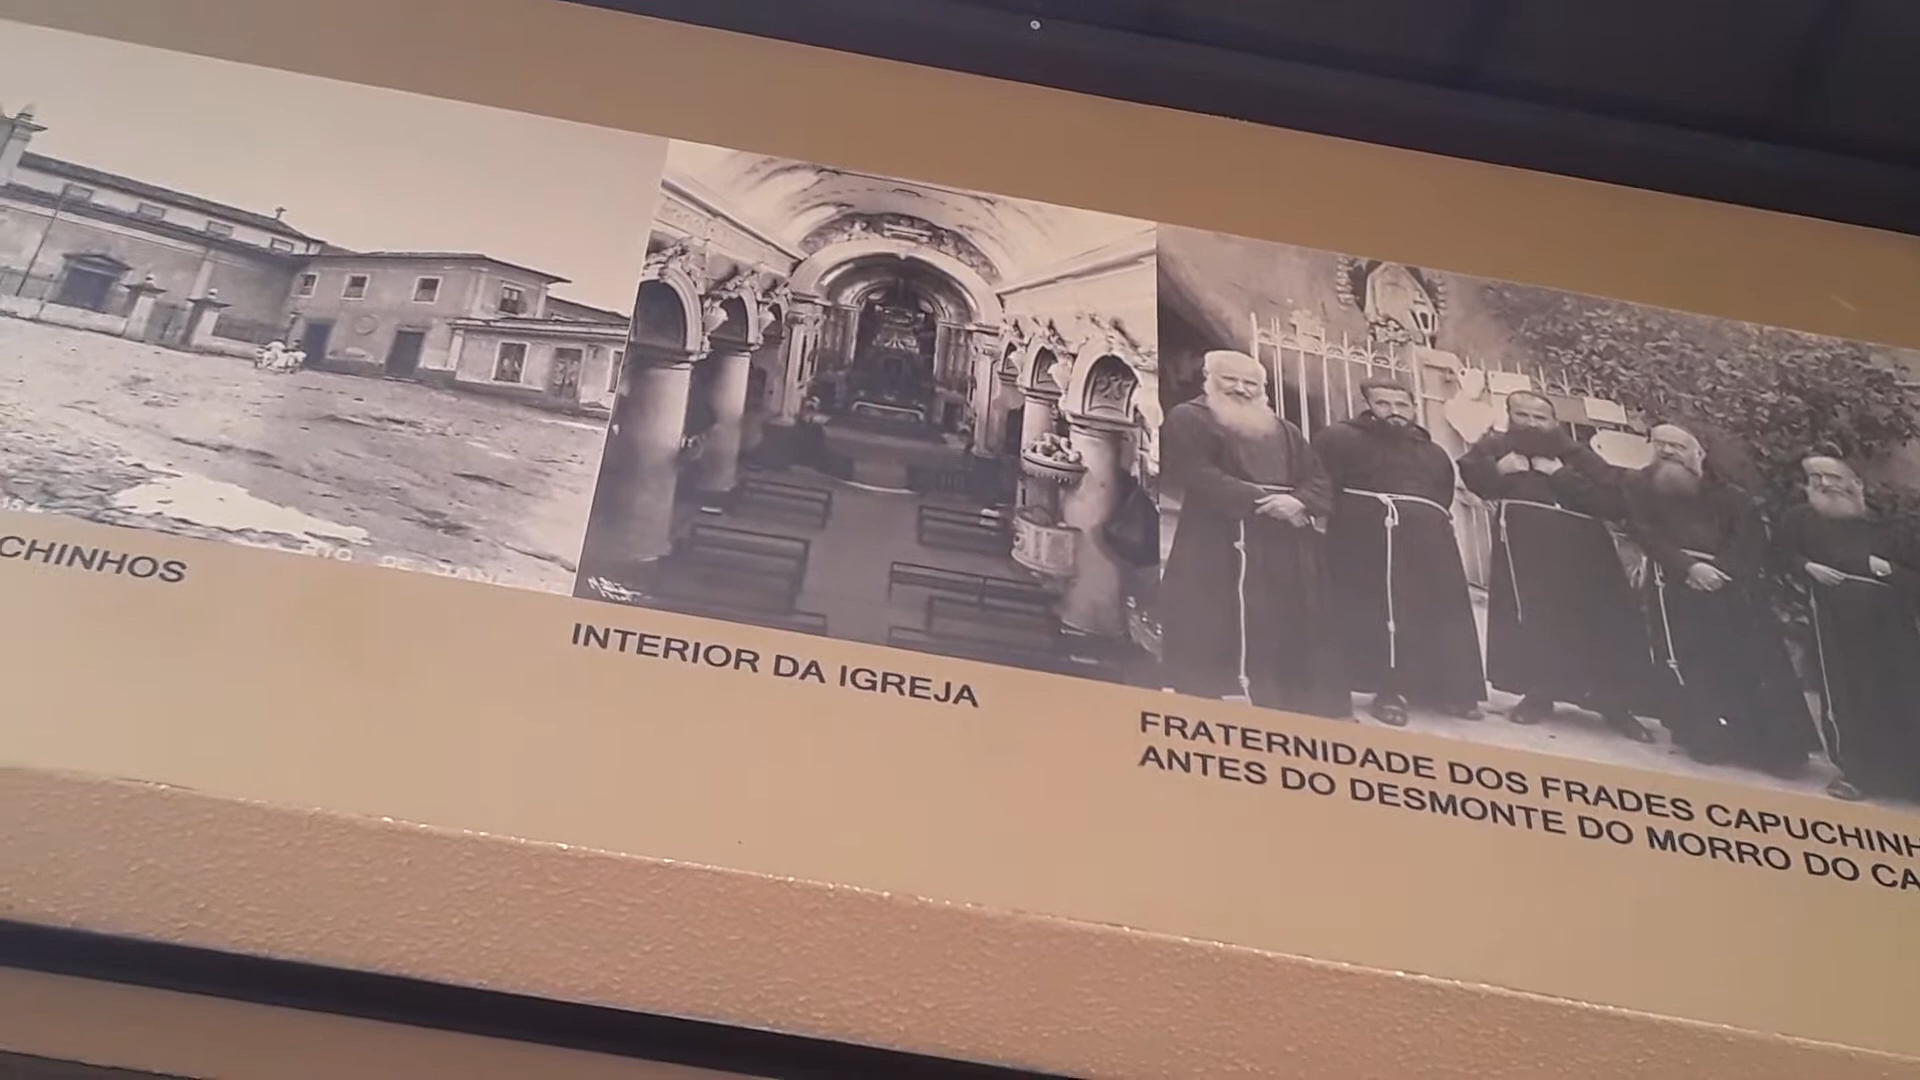 CHINHOS
INTERIOR DA IGREJA
FRATERNIDADE DOS FRADES CAPUCHINH
ANTES DO DESMONTE DO MORRO DO CA